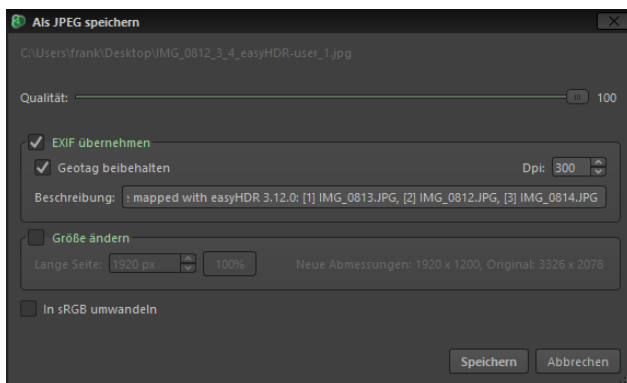 Als JPEG speichern
C:\Users\frank\Desktop\IMG_0812_3_4_easyHDR-user_1.jpg
Qualität: 100
EXIF übernehmen
Geotag beibehalten Dpi: 300
Beschreibung: : mapped with easyHDR 3.12.0: [1] IMG_0813.JPG, [2] IMG_0812.JPG, [3] IMG_0814.JPG
Größe ändern
Lange Seite: 1920 px 100% Neue Abmessungen: 1920 x 1200, Original: 3326 x 2078
In sRGB umwandeln
Speichern Abbrechen